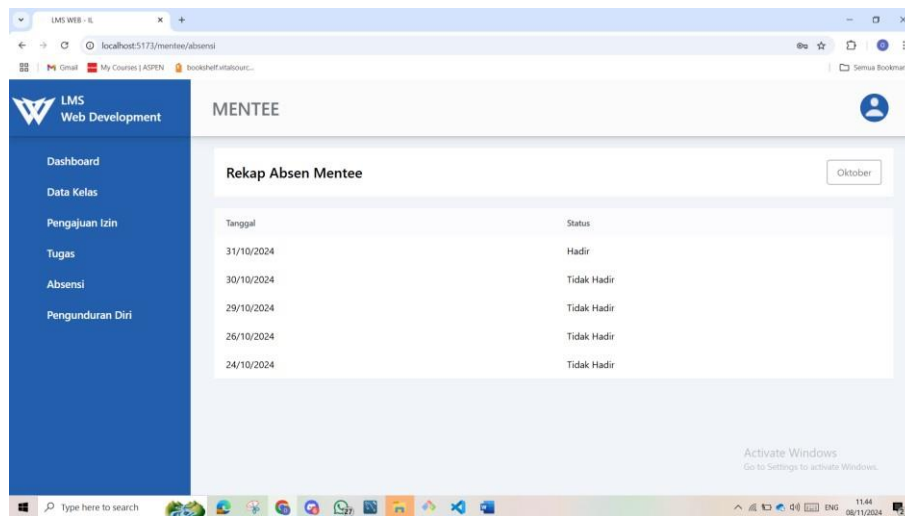 LMS WEB - IL
localhost:5173/mentee/absensi
Gmail My Courses | ASPEN bookshelf.vitalsourc... Semua Bookmar
LMS
Web Development
MENTEE
Dashboard
Data Kelas
Pengajuan Izin
Tugas
Absensi
Pengunduran Diri
Rekap Absen Mentee Oktober
Tanggal Status
31/10/2024 Hadir
30/10/2024 Tidak Hadir
29/10/2024 Tidak Hadir
26/10/2024 Tidak Hadir
24/10/2024 Tidak Hadir
Activate Windows
Go to Settings to activate Windows.
Type here to search
ENG
11.44
08/11/2024